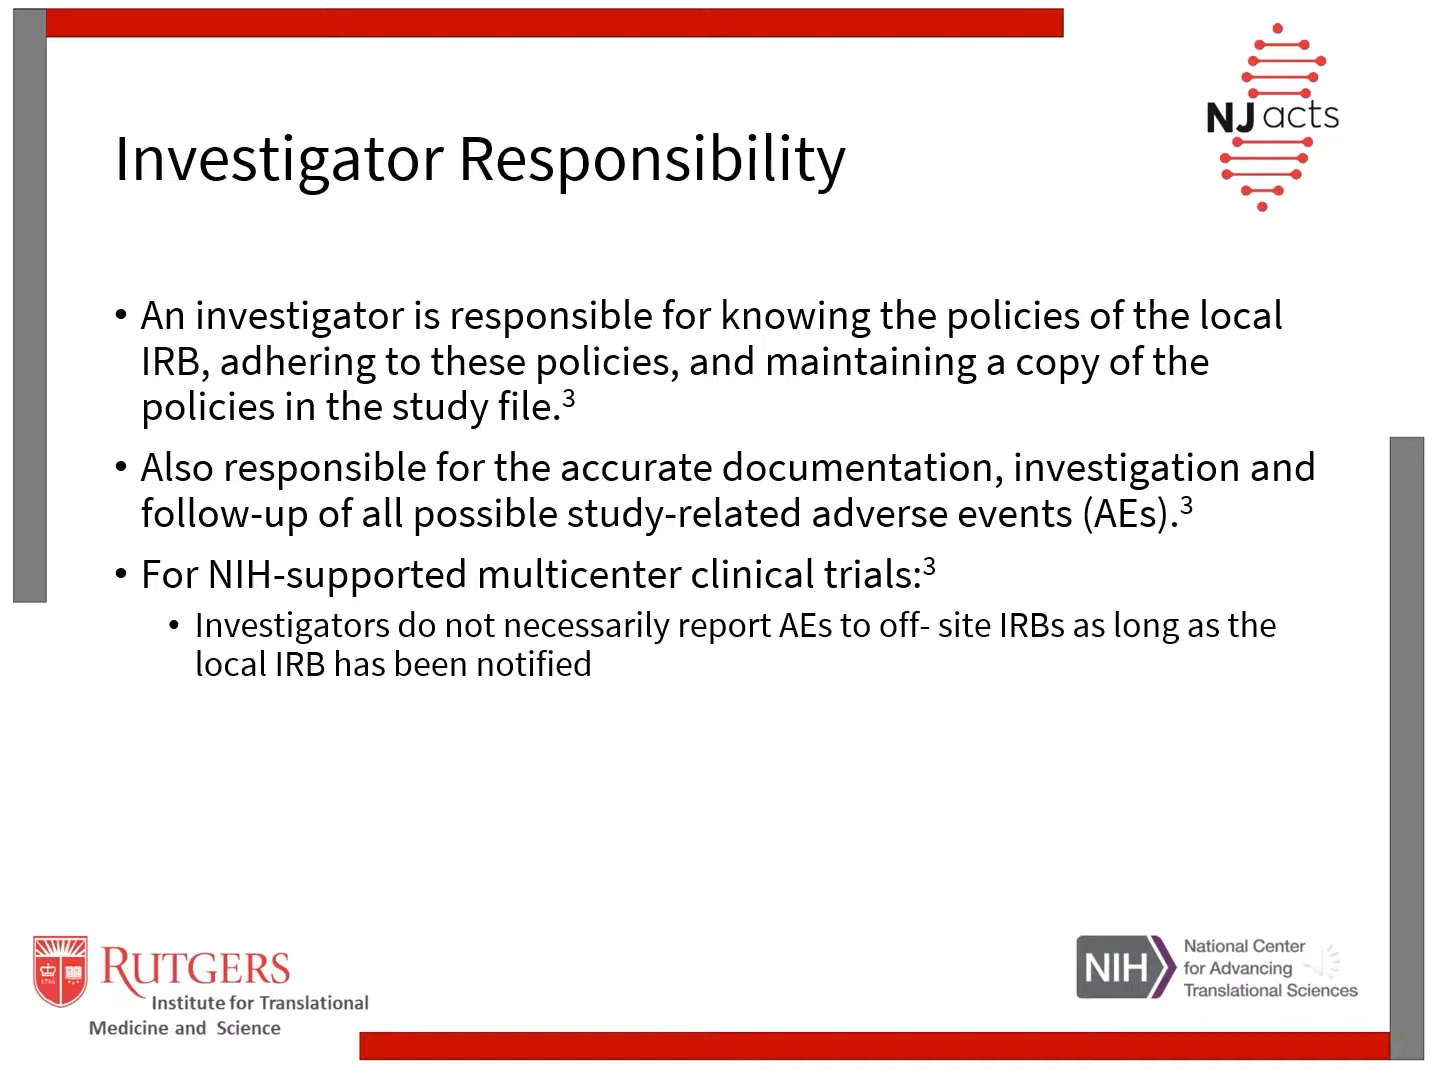 NJ acts
Investigator Responsibility
• An investigator is responsible for knowing the policies of the local
IRB, adhering to these policies, and maintaining a copy of the
policies in the study file.³
• Also responsible for the accurate documentation, investigation and
follow-up of all possible study-related adverse events (AEs).³
• For NIH-supported multicenter clinical trials:³
• Investigators do not necessarily report AEs to off- site IRBs as long as the
local IRB has been notified
1766
RUTGERS
Institute for Translational
Medicine and Science
NIH
National Center
for Advancing
Translational Sciences